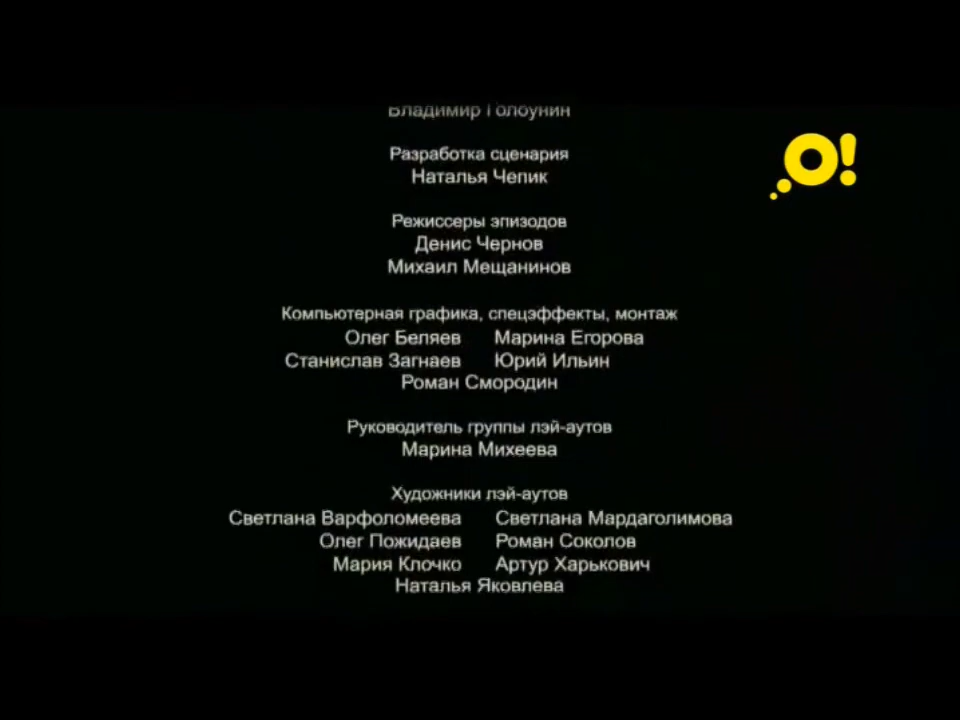 Владимир Голоунин
О!
Разработка сценария
Наталья Чепик
Режиссеры эпизодов
Денис Чернов
Михаил Мещанинов
Компьютерная графика, спецэффекты, монтаж
Олег Беляев Марина Егорова
Станислав Загнаев Юрий Ильин
Роман Смородин
Руководитель группы лэй-аутов
Марина Михеева
Художники лэй-аутов
Светлана Варфоломеева Светлана Мардаголимова
Олег Пожидаев Роман Соколов
Мария Клочко Артур Харькович
Наталья Яковлева